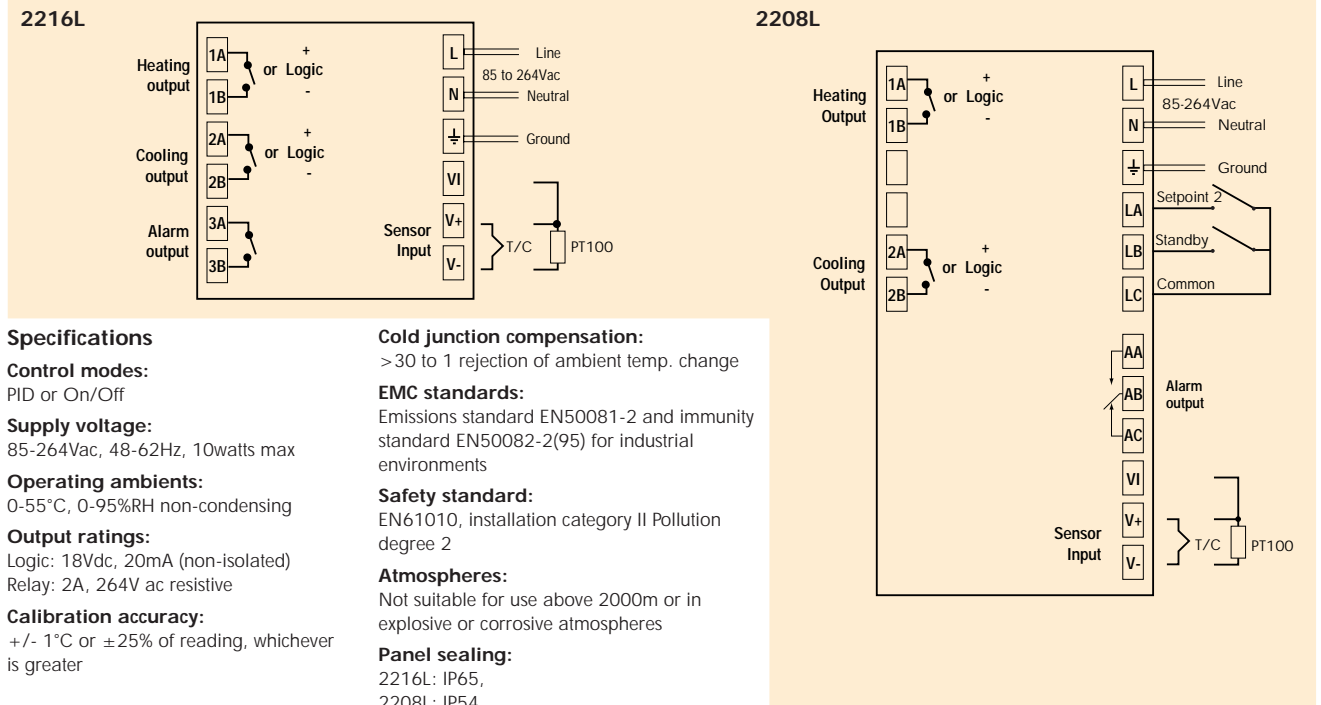 2216L
1A
Heating
output
or Logic
+
-
1B
2A
Cooling
output
or Logic
+
-
2B
3A
Alarm
output
3B
L
Line
85 to 264Vac
N
Neutral
Ground
VI
V+
Sensor
Input
T/C
PT100
V-
2208L
1A
Heating
Output
or Logic
+
-
1B
2A
Cooling
Output
or Logic
+
-
2B
L
Line
85-264Vac
N
Neutral
Ground
Setpoint 2
LA
Standby
LB
Common
LC
AA
AB
Alarm
output
AC
VI
V+
Sensor
Input
T/C
PT100
V-
Specifications
Control modes:
PID or On/Off
Supply voltage:
85-264Vac, 48-62Hz, 10watts max
Operating ambients:
0-55°C, 0-95%RH non-condensing
Output ratings:
Logic: 18Vdc, 20mA (non-isolated)
Relay: 2A, 264V ac resistive
Calibration accuracy:
+/- 1°C or ±25% of reading, whichever
is greater
Cold junction compensation:
>30 to 1 rejection of ambient temp. change
EMC standards:
Emissions standard EN50081-2 and immunity
standard EN50082-2(95) for industrial
environments
Safety standard:
EN61010, installation category II Pollution
degree 2
Atmospheres:
Not suitable for use above 2000m or in
explosive or corrosive atmospheres
Panel sealing:
2216L: IP65,
2208L: IP54